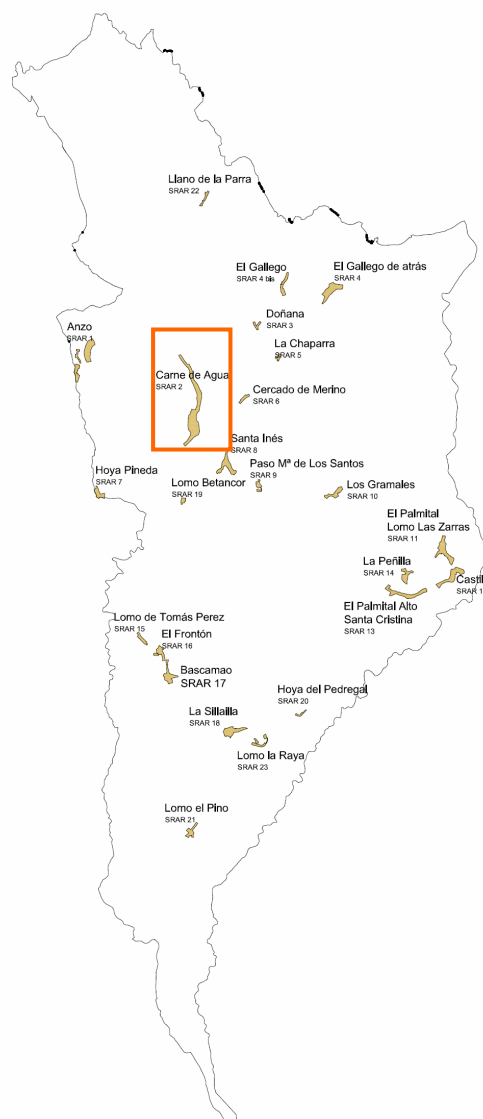 Llano de la Parra
SRAR 22
El Gallego
SRAR 4 bis
El Gallego de atrás
SRAR 4
Doñana
SRAR 3
Anzo
SRAR 1
La Chaparra
SRAR 5
Carne de Agua
SRAR 2
Cercado de Merino
SRAR 6
Santa Inés
SRAR 8
Hoya Pineda
SRAR 7
Lomo Betancor
SRAR 19
Paso Mª de Los Santos
SRAR 9
Los Gramales
SRAR 10
El Palmital
Lomo Las Zarras
SRAR 11
La Peñilla
SRAR 14
Castil
SRAR 1
El Palmital Alto
Santa Cristina
SRAR 13
Lomo de Tomás Perez
SRAR 15
El Frontón
SRAR 16
Bascamao
SRAR 17
Hoya del Pedregal
SRAR 20
La Sillailla
SRAR 18
Lomo la Raya
SRAR 23
Lomo el Pino
SRAR 21